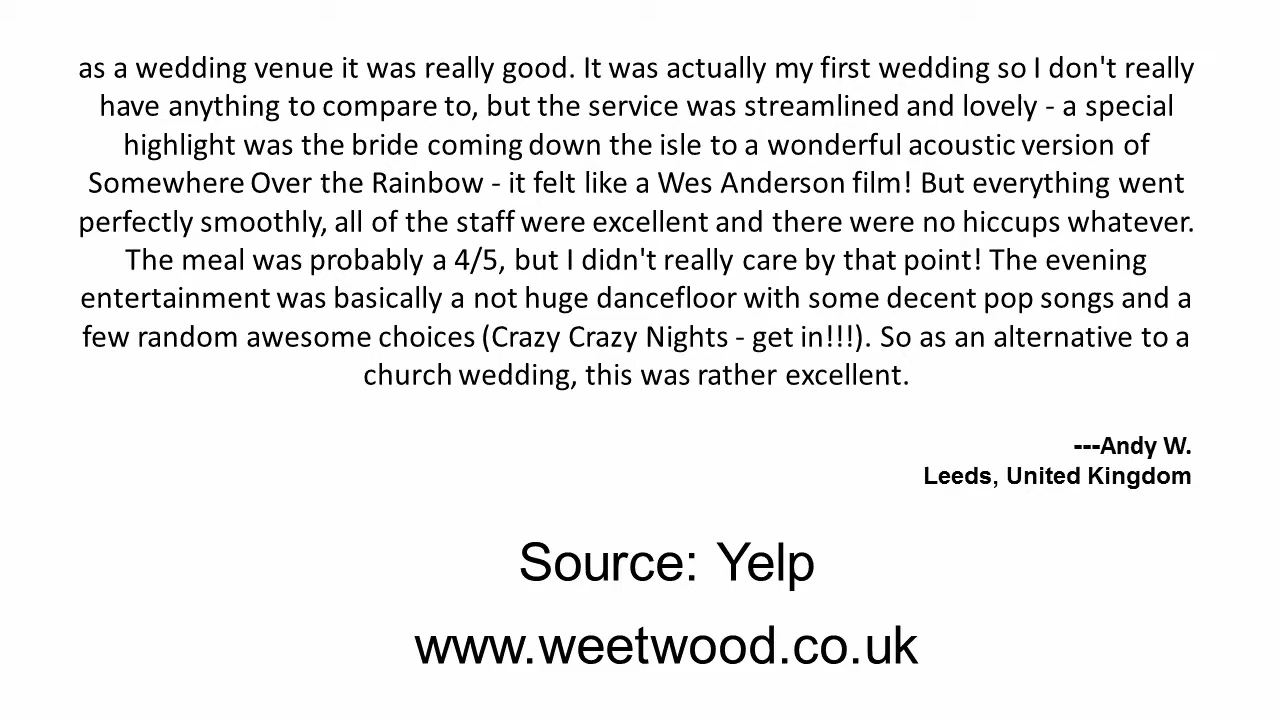 as a wedding venue it was really good. It was actually my first wedding so I don't really
have anything to compare to, but the service was streamlined and lovely - a special
highlight was the bride coming down the isle to a wonderful acoustic version of
Somewhere Over the Rainbow - it felt like a Wes Anderson film! But everything went
perfectly smoothly, all of the staff were excellent and there were no hiccups whatever.
The meal was probably a 4/5, but I didn't really care by that point! The evening
entertainment was basically a not huge dancefloor with some decent pop songs and a
few random awesome choices (Crazy Crazy Nights - get in!!!). So as an alternative to a
church wedding, this was rather excellent.
---Andy W.
Leeds, United Kingdom
Source: Yelp
www.weetwood.co.uk